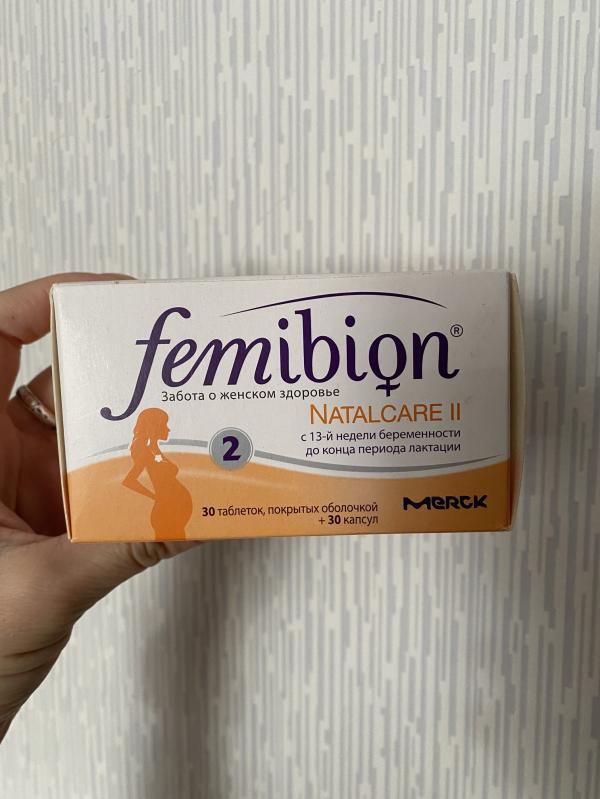 femibion®
Забота о женском здоровье
NATALCARE II
2
с 13-й недели беременности
до конца периода лактации
30 таблеток, покрытых оболочкой
+ 30 капсул
MERCK